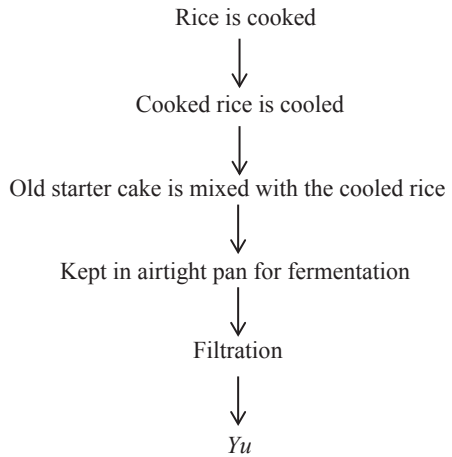 Rice is cooked
Cooked rice is cooled
Old starter cake is mixed with the cooled rice
Kept in airtight pan for fermentation
Filtration
Yu